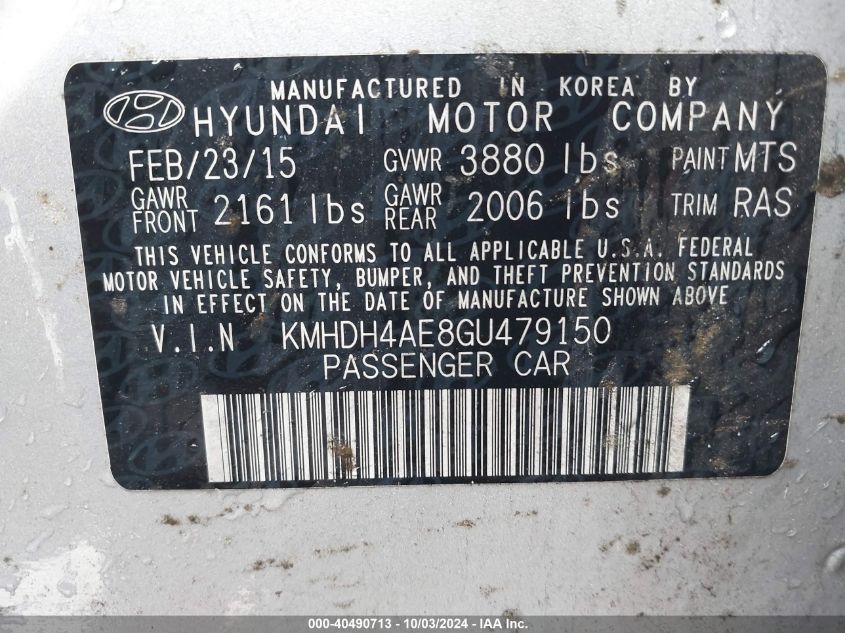 MANUFACTURED IN KOREA BY
HYUNDAI MOTOR COMPANY
FEB/23/15 GVWR 3880 lbs PAINT MTS
GAWR FRONT 2161 lbs GAWR REAR 2006 lbs TRIM RAS
THIS VEHICLE CONFORMS TO ALL APPLICABLE U.S.A. FEDERAL
MOTOR VEHICLE SAFETY, BUMPER, AND THEFT PREVENTION STANDARDS
IN EFFECT ON THE DATE OF MANUFACTURE SHOWN ABOVE
V.I.N KMHDH4AE8GU479150
PASSENGER CAR
000-40490713 - 10/03/2024 - IAA, Inc.